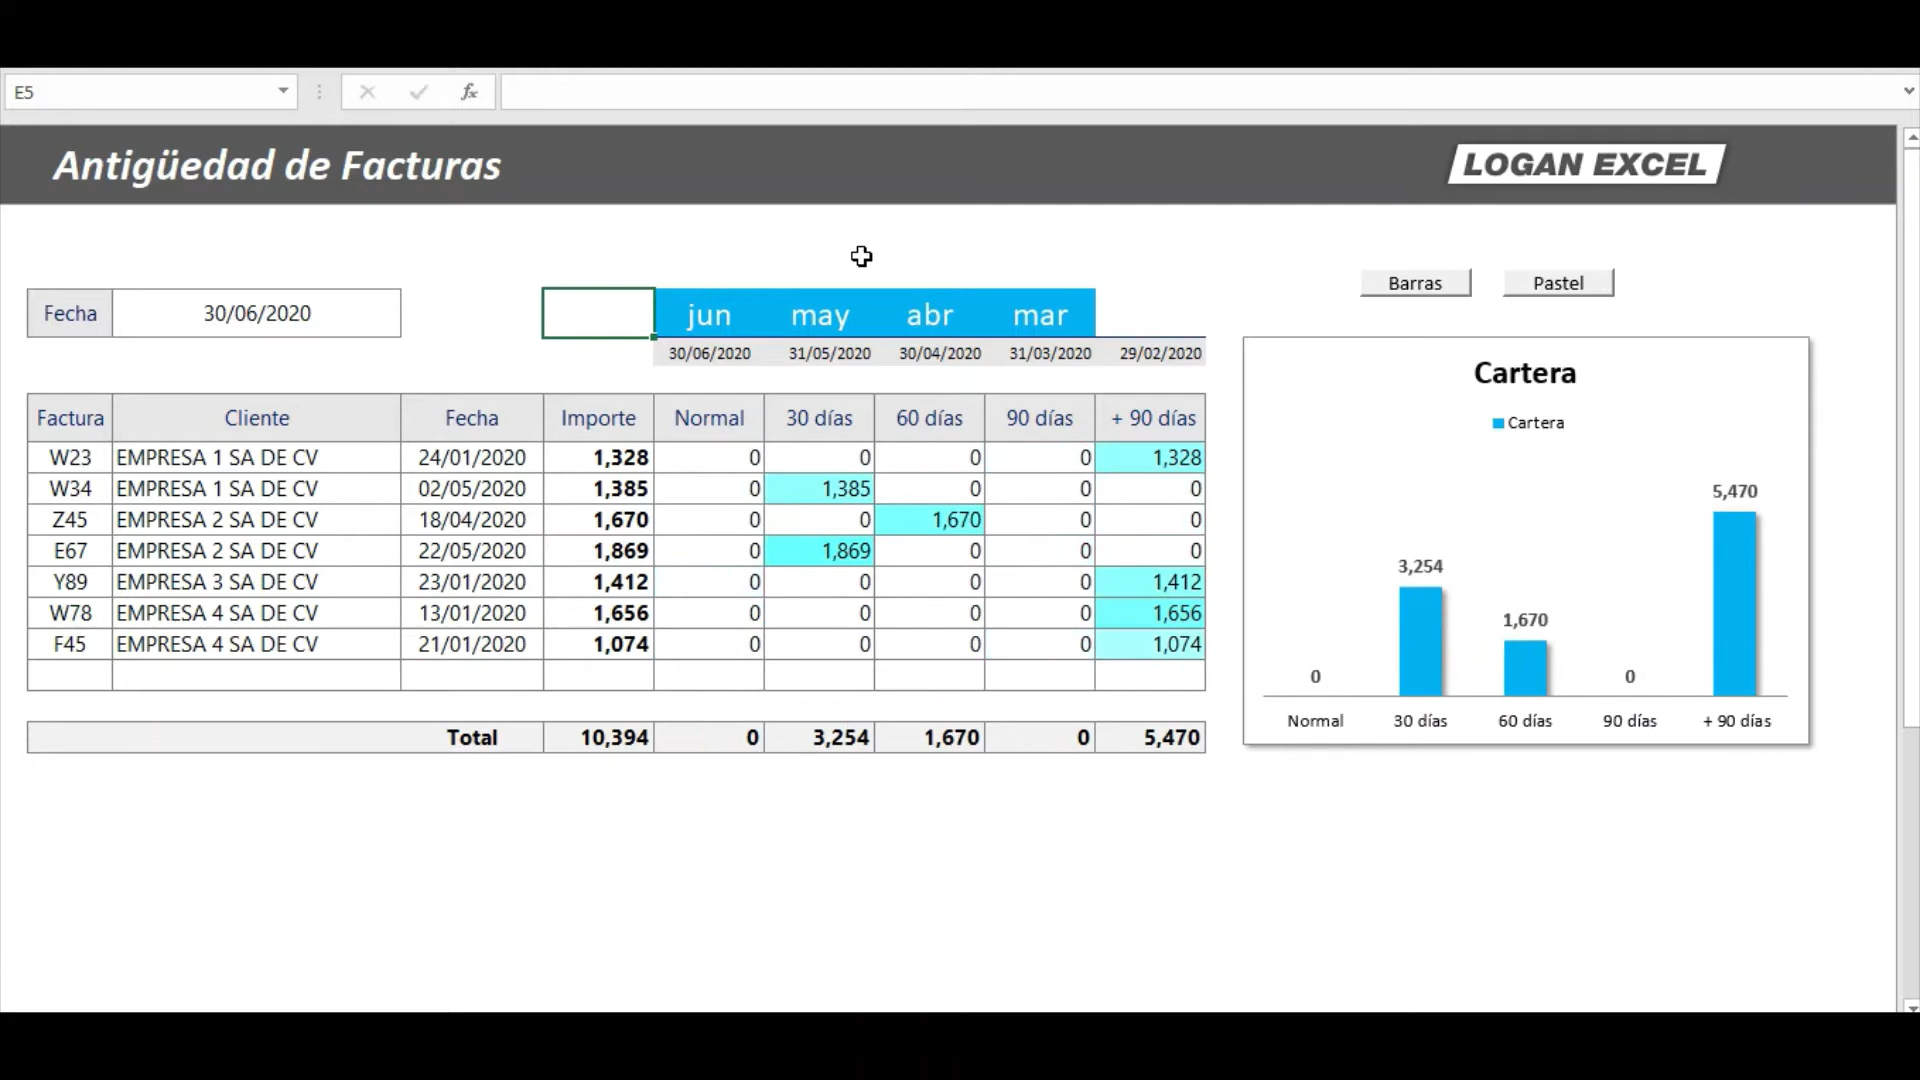 E5
fx
Antigüedad de Facturas
LOGAN EXCEL
Barras Pastel
Fecha 30/06/2020 jun may abr mar
30/06/2020 31/05/2020 30/04/2020 31/03/2020 29/02/2020
Factura Cliente Fecha Importe Normal 30 días 60 días 90 días + 90 días
W23 EMPRESA 1 SA DE CV 24/01/2020 1,328 0 0 0 0 1,328
W34 EMPRESA 1 SA DE CV 02/05/2020 1,385 0 1,385 0 0 0
Z45 EMPRESA 2 SA DE CV 18/04/2020 1,670 0 0 1,670 0 0
E67 EMPRESA 2 SA DE CV 22/05/2020 1,869 0 1,869 0 0 0
Y89 EMPRESA 3 SA DE CV 23/01/2020 1,412 0 0 0 0 1,412
W78 EMPRESA 4 SA DE CV 13/01/2020 1,656 0 0 0 0 1,656
F45 EMPRESA 4 SA DE CV 21/01/2020 1,074 0 0 0 0 1,074
Total 10,394 0 3,254 1,670 0 5,470
Cartera
Cartera
0 3,254 1,670 0 5,470
Normal 30 días 60 días 90 días + 90 días